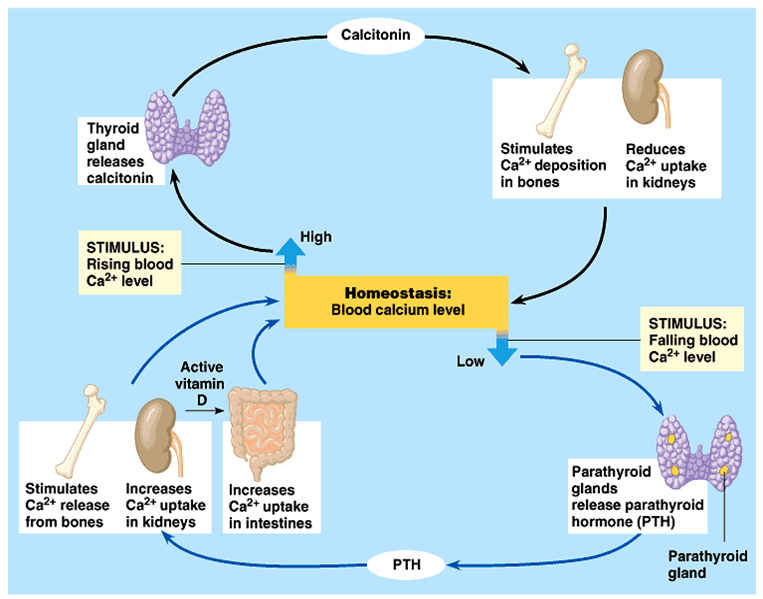 Calcitonin
Thyroid
gland
releases
calcitonin
Stimulates
Ca²⁺ deposition
in bones
Reduces
Ca²⁺ uptake
in kidneys
High
STIMULUS:
Rising blood
Ca²⁺ level
Homeostasis:
Blood calcium level
STIMULUS:
Falling blood
Ca²⁺ level
Low
Active
vitamin
D
Stimulates
Ca²⁺ release
from bones
Increases
Ca²⁺ uptake
in kidneys
Increases
Ca²⁺ uptake
in intestines
Parathyroid
glands
release parathyroid
hormone (PTH)
Parathyroid
gland
PTH